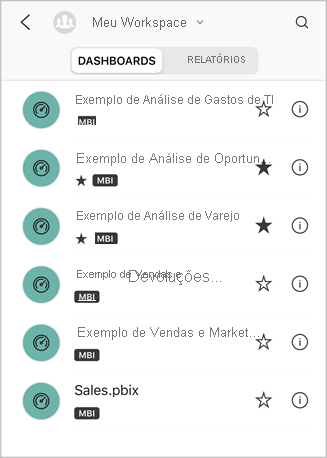 Meu Workspace
DASHBOARDS RELATÓRIOS
Exemplo de Análise de Gastos de TI
MBI
Exemplo de Análise de Oportun...
MBI
Exemplo de Análise de Varejo
MBI
Exemplo de Vendas e Devoluções...
MBI
Exemplo de Vendas e Market...
MBI
Sales.pbix
MBI